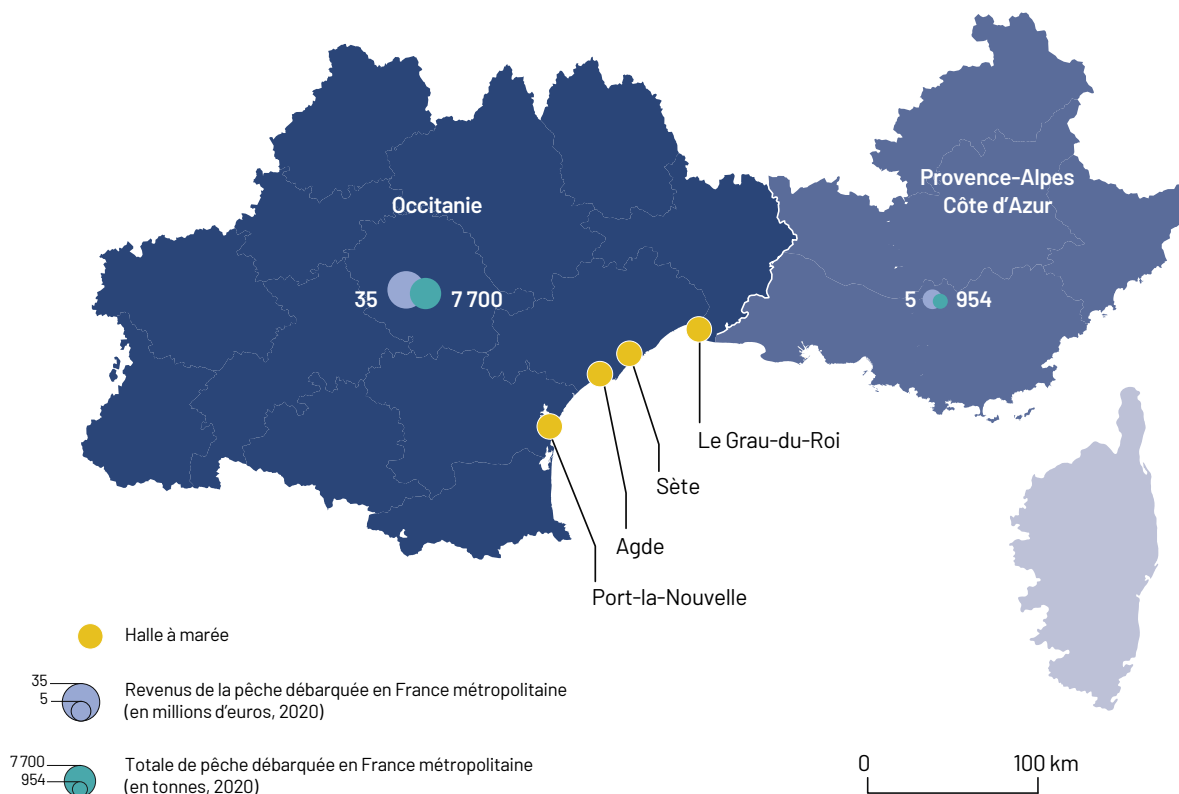 Provence-Alpes
Côte d’Azur
Occitanie
35
7 700
5
954
Le Grau-du-Roi
Sète
Agde
Port-la-Nouvelle
Halle à marée
35
5
Revenus de la pêche débarquée en France métropolitaine
(en millions d’euros, 2020)
7 700
954
Totale de pêche débarquée en France métropolitaine
(en tonnes, 2020)
0
100 km